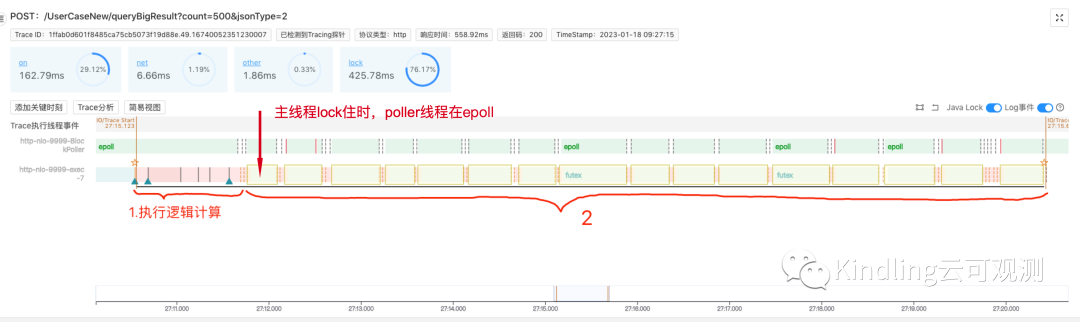 POST：/UserCaseNew/queryBigResult?count=500&jsonType=2
Trace ID：1ffab0d601f8485ca75cb5073f19d88e.49.16740052351230007 已检测到Tracing探针 协议类型：http 响应时间：558.92ms 返回码：200 TimeStamp：2023-01-18 09:27:15
on 162.79ms 29.12%
net 6.66ms 1.19%
other 1.86ms 0.33%
lock 425.78ms 76.17%
添加关键时刻 Trace分析 简易视图
主线程lock住时，poller线程在epoll
Java Lock Log事件
Trace执行线程事件
IO/Trace Start
27:15.123
IO/Tra
27:15.6
http-nio-9999-Bloc
kPoller
epoll epoll epoll epoll
http-nio-9999-exec
-7
futex futex
1.执行逻辑计算
2
Kindling云可观测
27:11.000 27:12.000 27:13.000 27:14.000 27:15.000 27:16.000 27:17.000 27:18.000 27:19.000 27:20.000